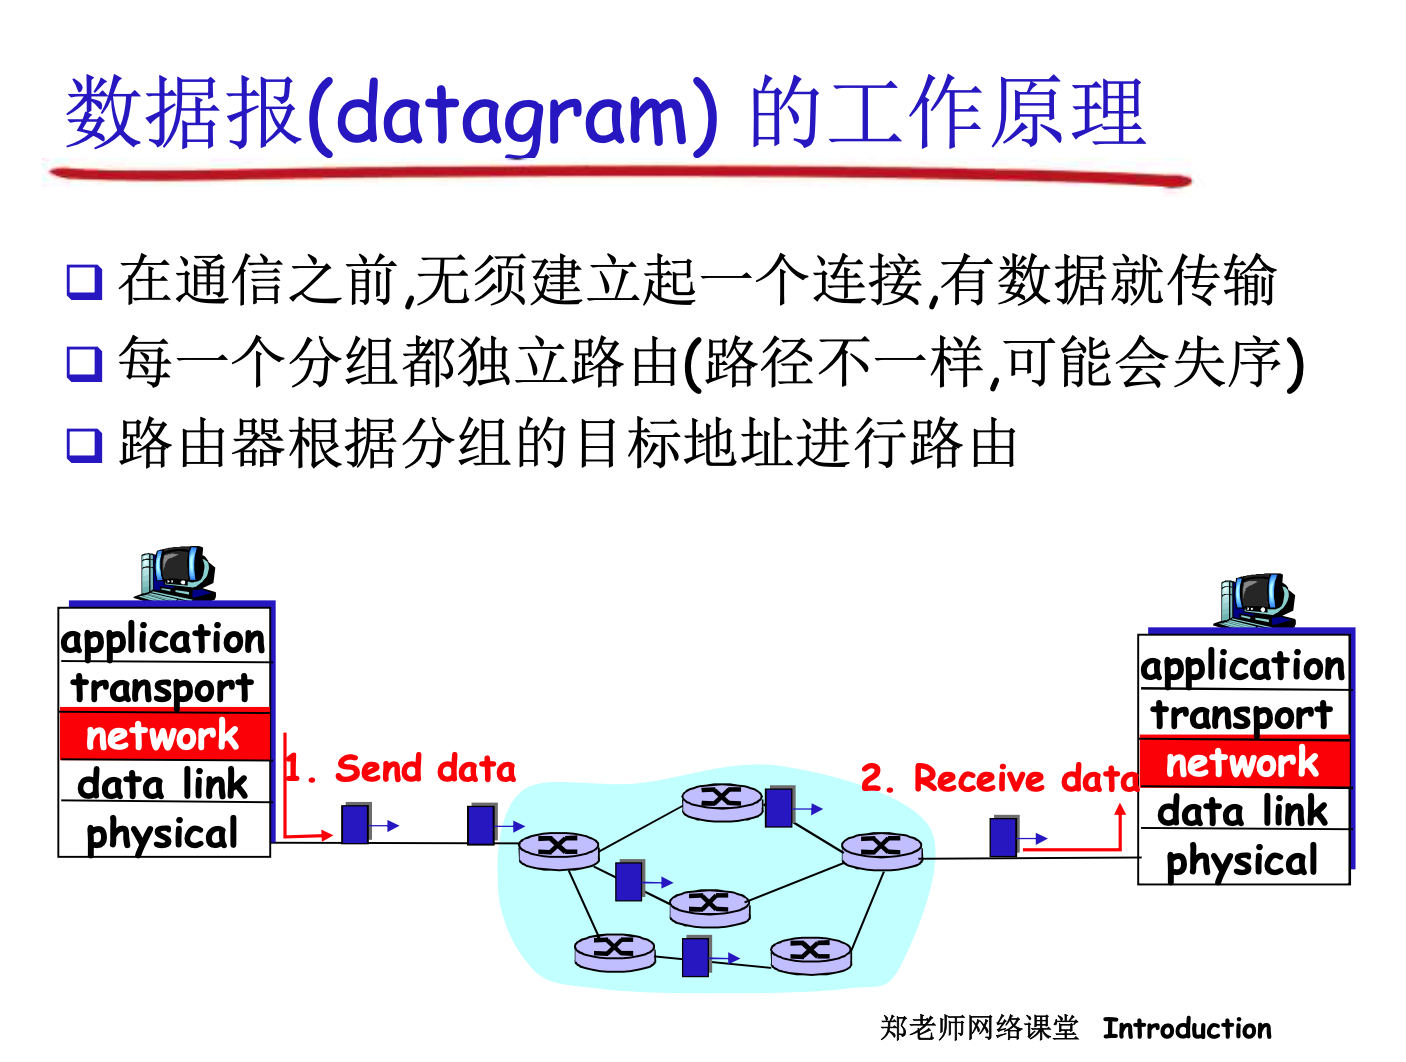 数据报(datagram) 的工作原理
在通信之前,无须建立起一个连接,有数据就传输
每一个分组都独立路由(路径不一样,可能会失序)
路由器根据分组的目标地址进行路由
application
transport
network
data link
physical
1. Send data
2. Receive data
application
transport
network
data link
physical
郑老师网络课堂 Introduction